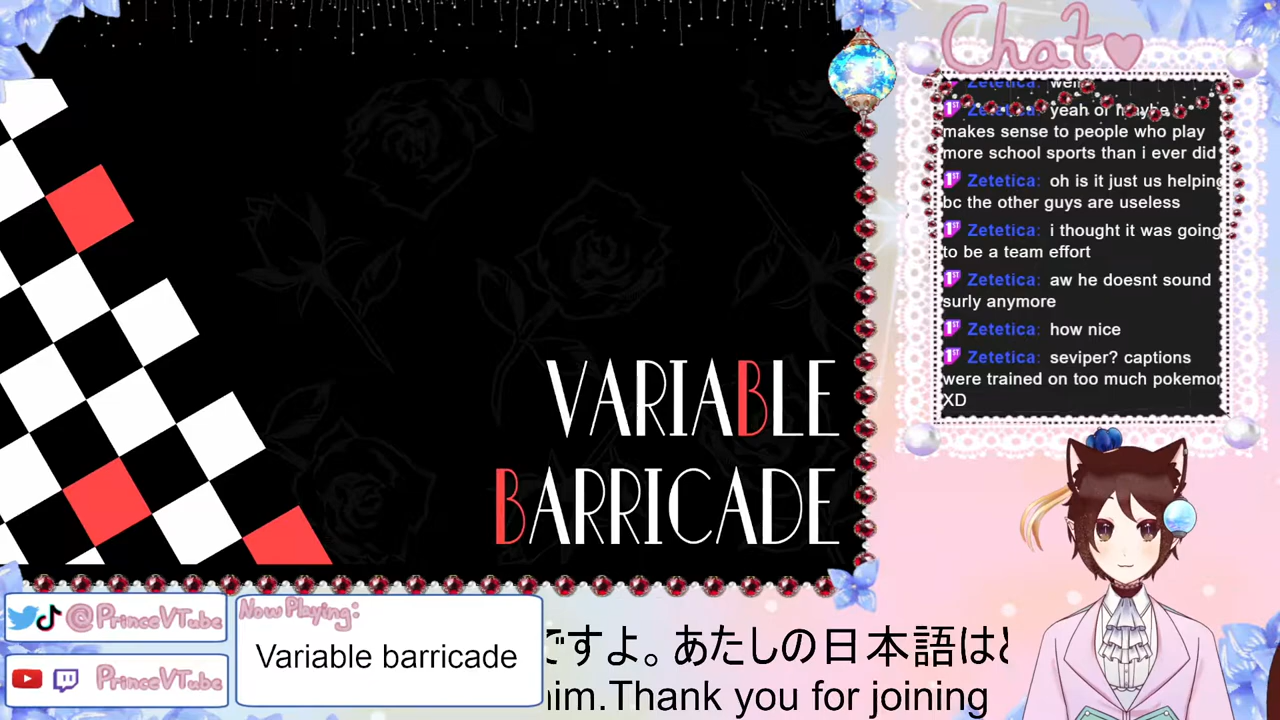 Chat
Zetetica: well
Zetetica: yeah or maybe
makes sense to people who play
more school sports than i ever did
Zetetica: oh is it just us helping
bc the other guys are useless
Zetetica: i thought it was going
to be a team effort
Zetetica: aw he doesnt sound
surly anymore
Zetetica: how nice
Zetetica: seviper? captions
were trained on too much pokemon
XD
VARIABLE
BARRICADE
@PrinceVTube
PrinceVTube
Now Playing:
Variable barricade
ですよ。あたしの日本語は
him.Thank you for joining